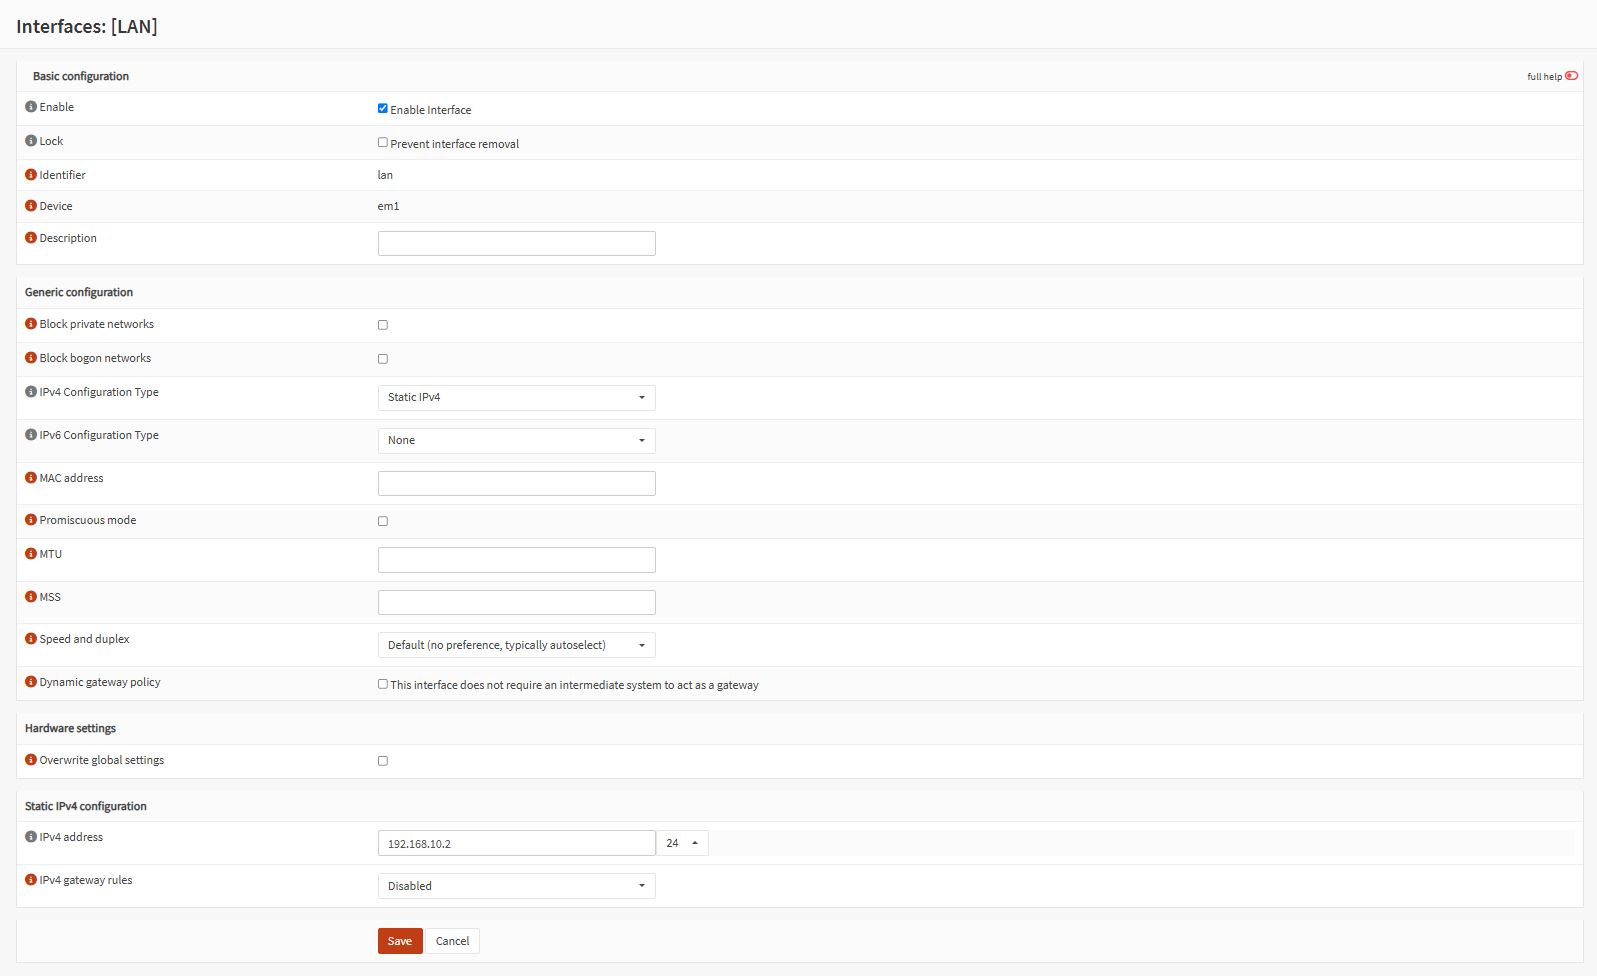 Interfaces: [LAN]
Basic configuration full help
Enable Enable Interface
Lock Prevent interface removal
Identifier lan
Device em1
Description
Generic configuration
Block private networks
Block bogon networks
IPv4 Configuration Type Static IPv4
IPv6 Configuration Type None
MAC address
Promiscuous mode
MTU
MSS
Speed and duplex Default (no preference, typically autoselect)
Dynamic gateway policy This interface does not require an intermediate system to act as a gateway
Hardware settings
Overwrite global settings
Static IPv4 configuration
IPv4 address 192.168.10.2 24
IPv4 gateway rules Disabled
Save Cancel